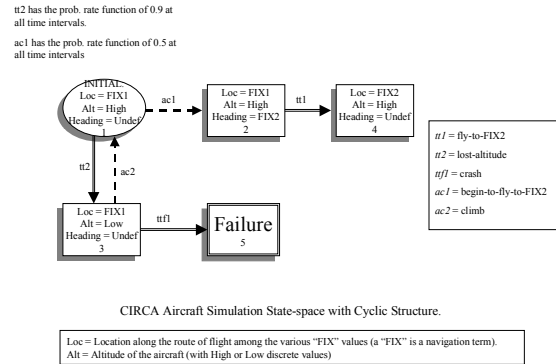 tt2 has the prob. rate function of 0.9 at
all time intervals.
ac1 has the prob. rate function of 0.5 at
all time intervals
INITIAL:
Loc = FIX1
Alt = High
Heading = Undef
1
ac1
Loc = FIX1
Alt = High
Heading = FIX2
2
tt1
Loc = FIX2
Alt = High
Heading = Undef
4
tt2
ac2
Loc = FIX1
Alt = Low
Heading = Undef
3
ttf1
Failure
5
tt1 = fly-to-FIX2
tt2 = lost-altitude
ttf1 = crash
ac1 = begin-to-fly-to-FIX2
ac2 = climb
CIRCA Aircraft Simulation State-space with Cyclic Structure.
Loc = Location along the route of flight among the various “FIX” values (a “FIX” is a navigation term).
Alt = Altitude of the aircraft (with High or Low discrete values)